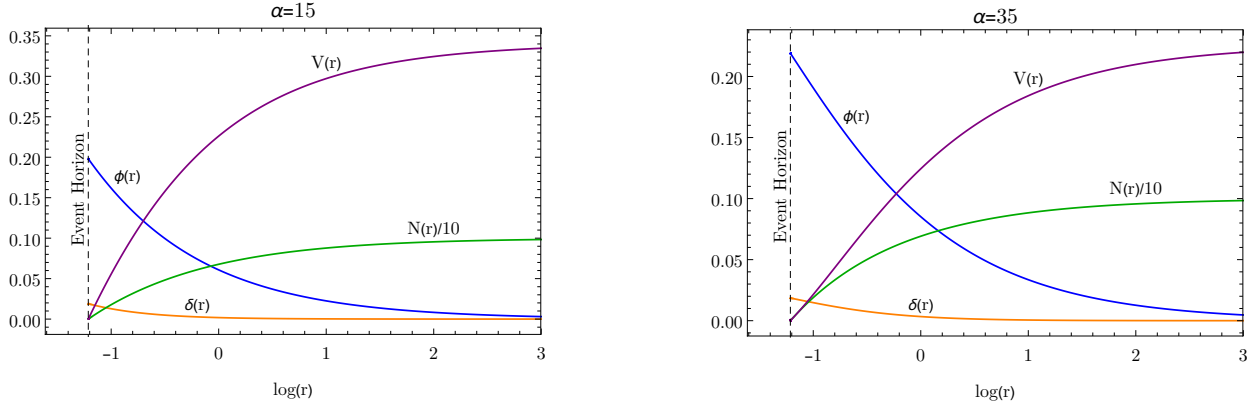 α=15
0.35
0.30
0.25
0.20
0.15
0.10
0.05
0.00
Event Horizon
V(r)
ϕ(r)
N(r)/10
δ(r)
-1
0
1
2
3
log(r)
α=35
0.20
0.15
0.10
0.05
0.00
Event Horizon
V(r)
ϕ(r)
N(r)/10
δ(r)
-1
0
1
2
3
log(r)